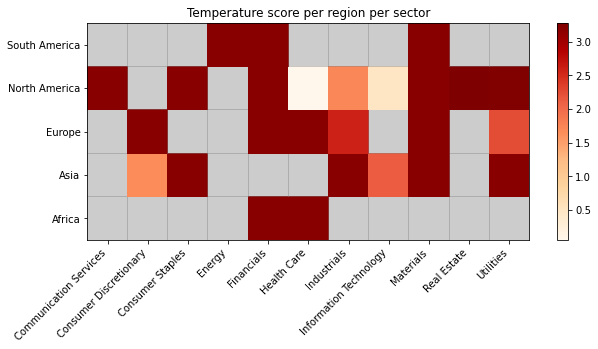 Temperature score per region per sector
South America
North America
Europe
Asia
Africa
Communication Services
Consumer Discretionary
Consumer Staples
Energy
Financials
Health Care
Industrials
Information Technology
Materials
Real Estate
Utilities
3.0
2.5
2.0
1.5
1.0
0.5